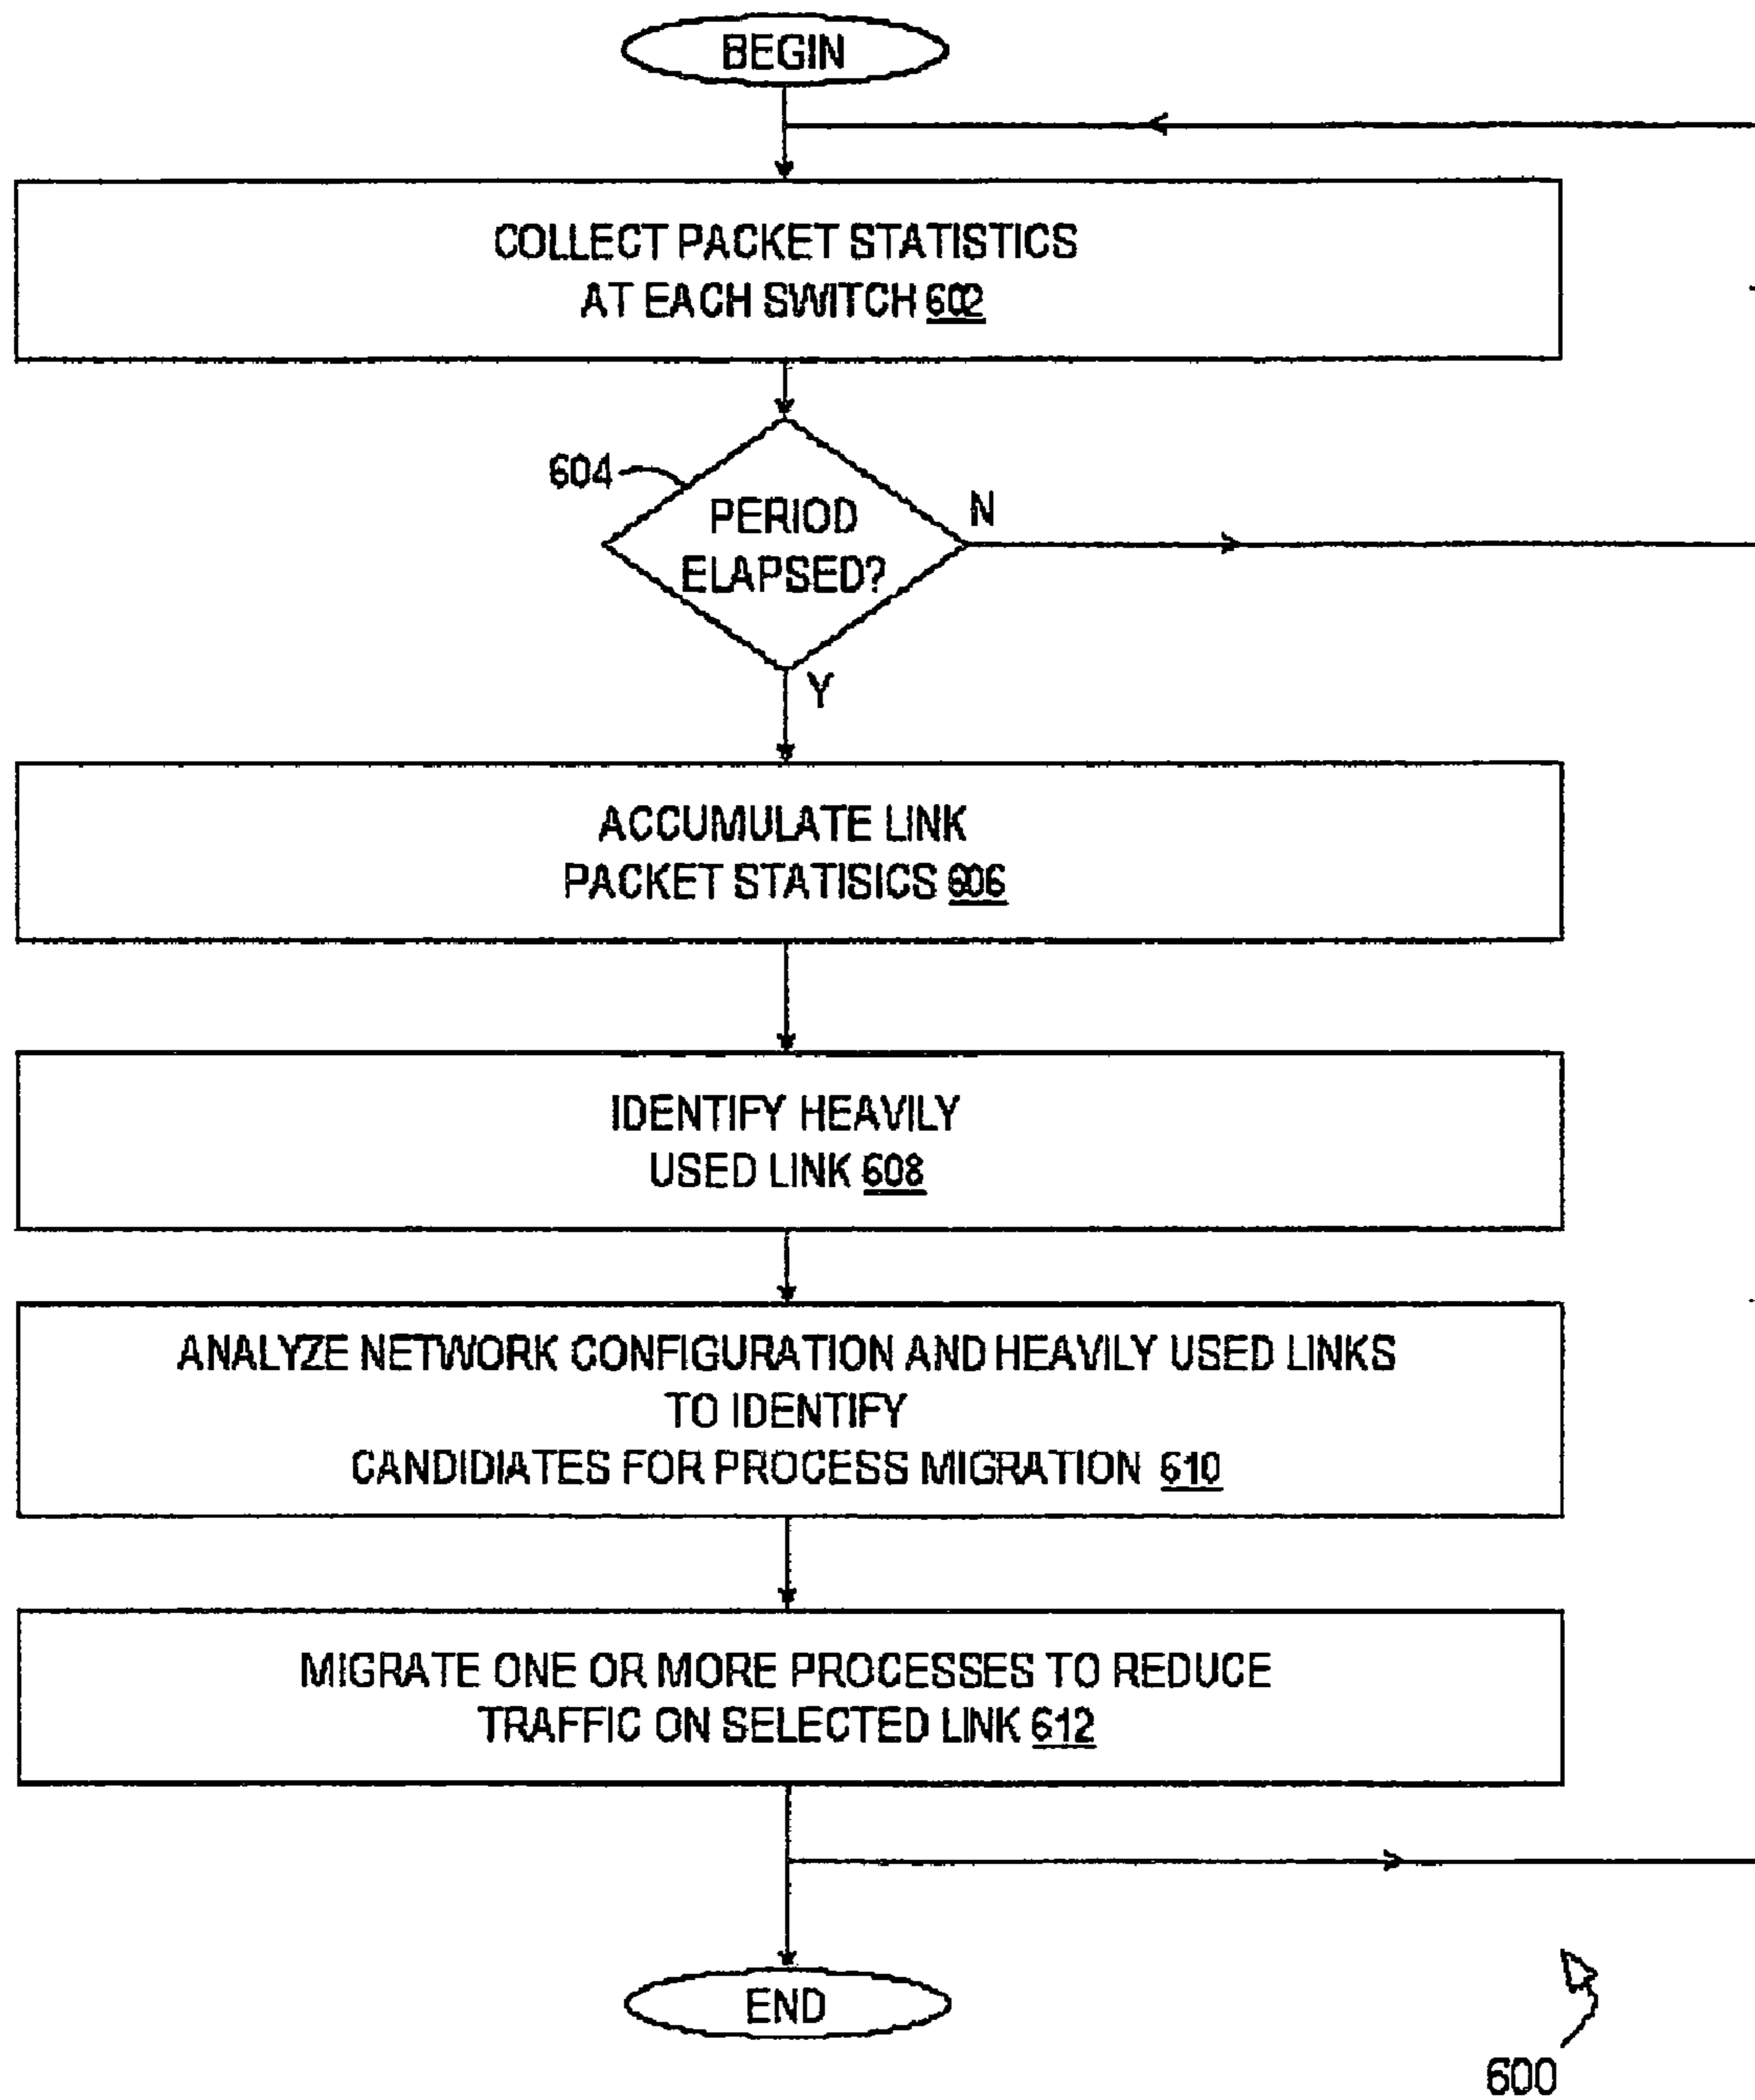 BEGIN
COLLECT PACKET STATISTICS
AT EACH SWITCH 602
604
PERIOD
ELAPSED?
N
Y
ACCUMULATE LINK
PACKET STATISICS 606
IDENTIFY HEAVILY
USED LINK 608
ANALYZE NETWORK CONFIGURATION AND HEAVILY USED LINKS
TO IDENTIFY
CANDIDIATES FOR PROCESS MIGRATION 610
MIGRATE ONE OR MORE PROCESSES TO REDUCE
TRAFFIC ON SELECTED LINK 612
END
600